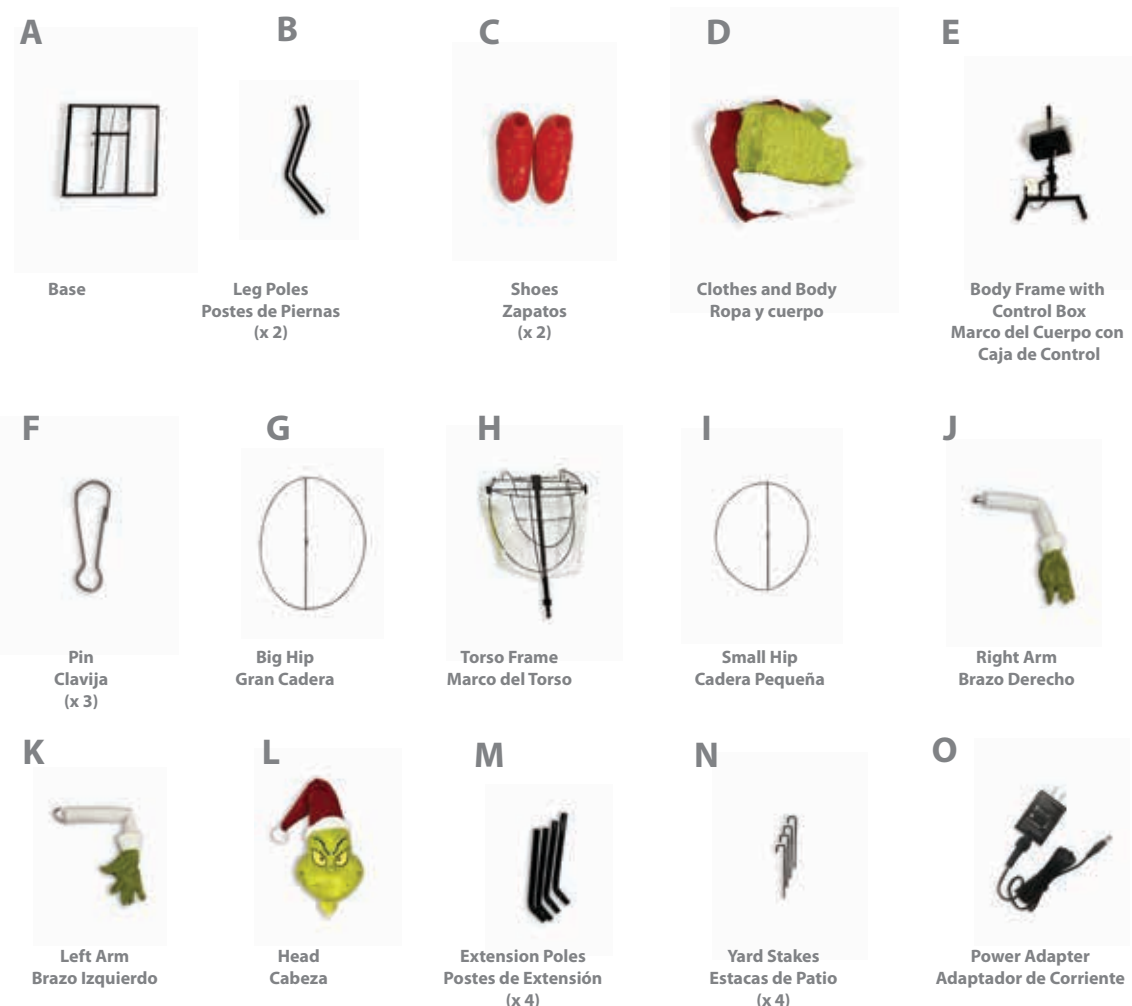 A
B
C
D
E
Base
Leg Poles
Postes de Piernas
(x 2)
Shoes
Zapatos
(x 2)
Clothes and Body
Ropa y cuerpo
Body Frame with
Control Box
Marco del Cuerpo con
Caja de Control
F
G
H
I
J
Pin
Clavija
(x 3)
Big Hip
Gran Cadera
Torso Frame
Marco del Torso
Small Hip
Cadera Pequeña
Right Arm
Brazo Derecho
K
L
M
N
O
Left Arm
Brazo Izquierdo
Head
Cabeza
Extension Poles
Postes de Extensión
(x 4)
Yard Stakes
Estacas de Patio
(x 4)
Power Adapter
Adaptador de Corriente